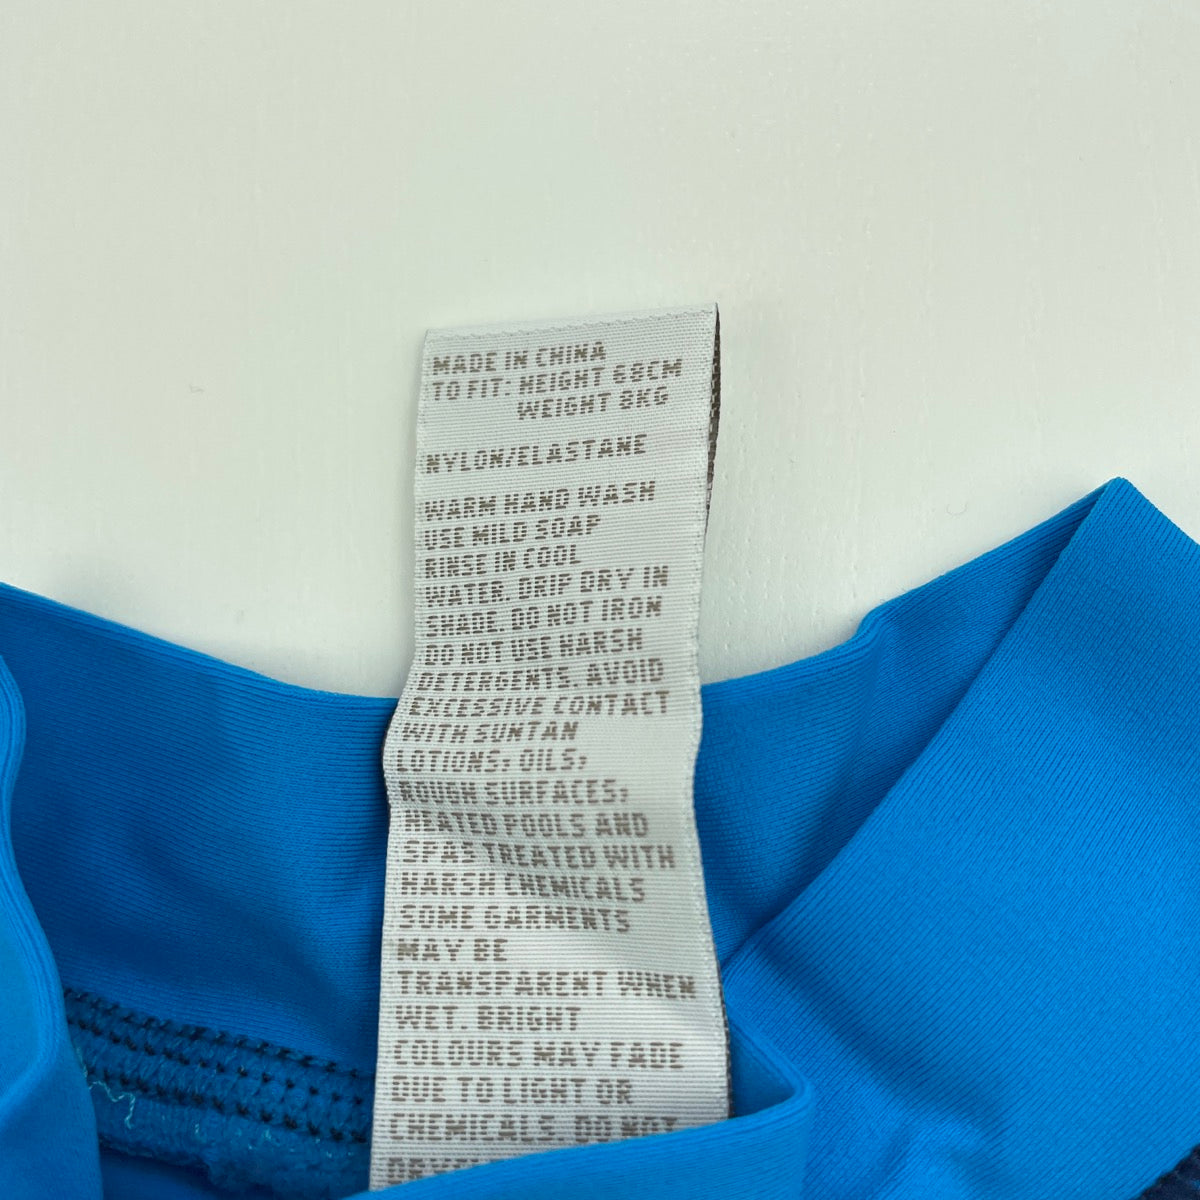 MADE IN CHINA
TO FIT: HEIGHT 68CM
WEIGHT 8KG
NYLON/ELASTANE
WARM HAND WASH
USE MILD SOAP
RINSE IN COOL
WATER. DRIP DRY IN
SHADE. DO NOT IRON
DO NOT USE HARSH
DETERGENTS. AVOID
EXCESSIVE CONTACT
WITH SUNTAN
LOTIONS, OILS,
ROUGH SURFACES,
HEATED POOLS AND
SPAS TREATED WITH
HARSH CHEMICALS
SOME GARMENTS
MAY BE
TRANSPARENT WHEN
WET. BRIGHT
COLOURS MAY FADE
DUE TO LIGHT OR
CHEMICALS. DO NOT